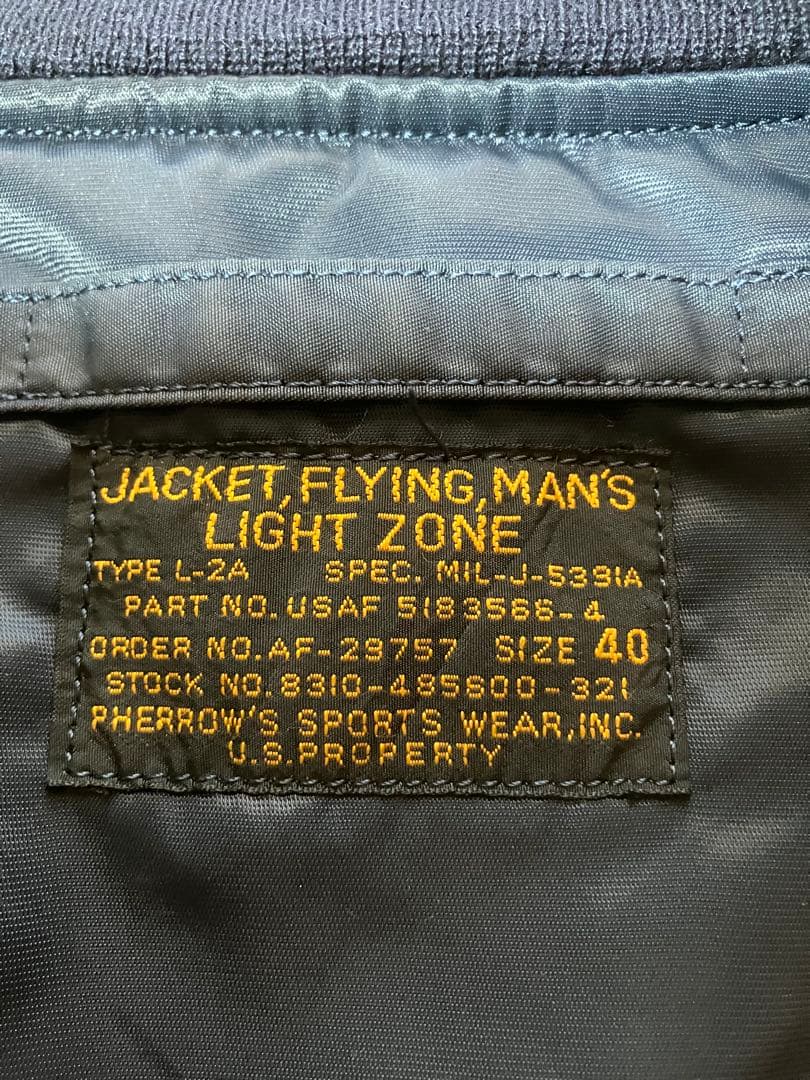 JACKET, FLYING, MAN'S
LIGHT ZONE
TYPE L-2A SPEC. MIL-J-5391A
PART NO. USAF 5183566-4
ORDER NO. AF-29757 SIZE 40
STOCK NO. 8310-485800-321
PHERROW'S SPORTS WEAR, INC.
U.S. PROPERTY